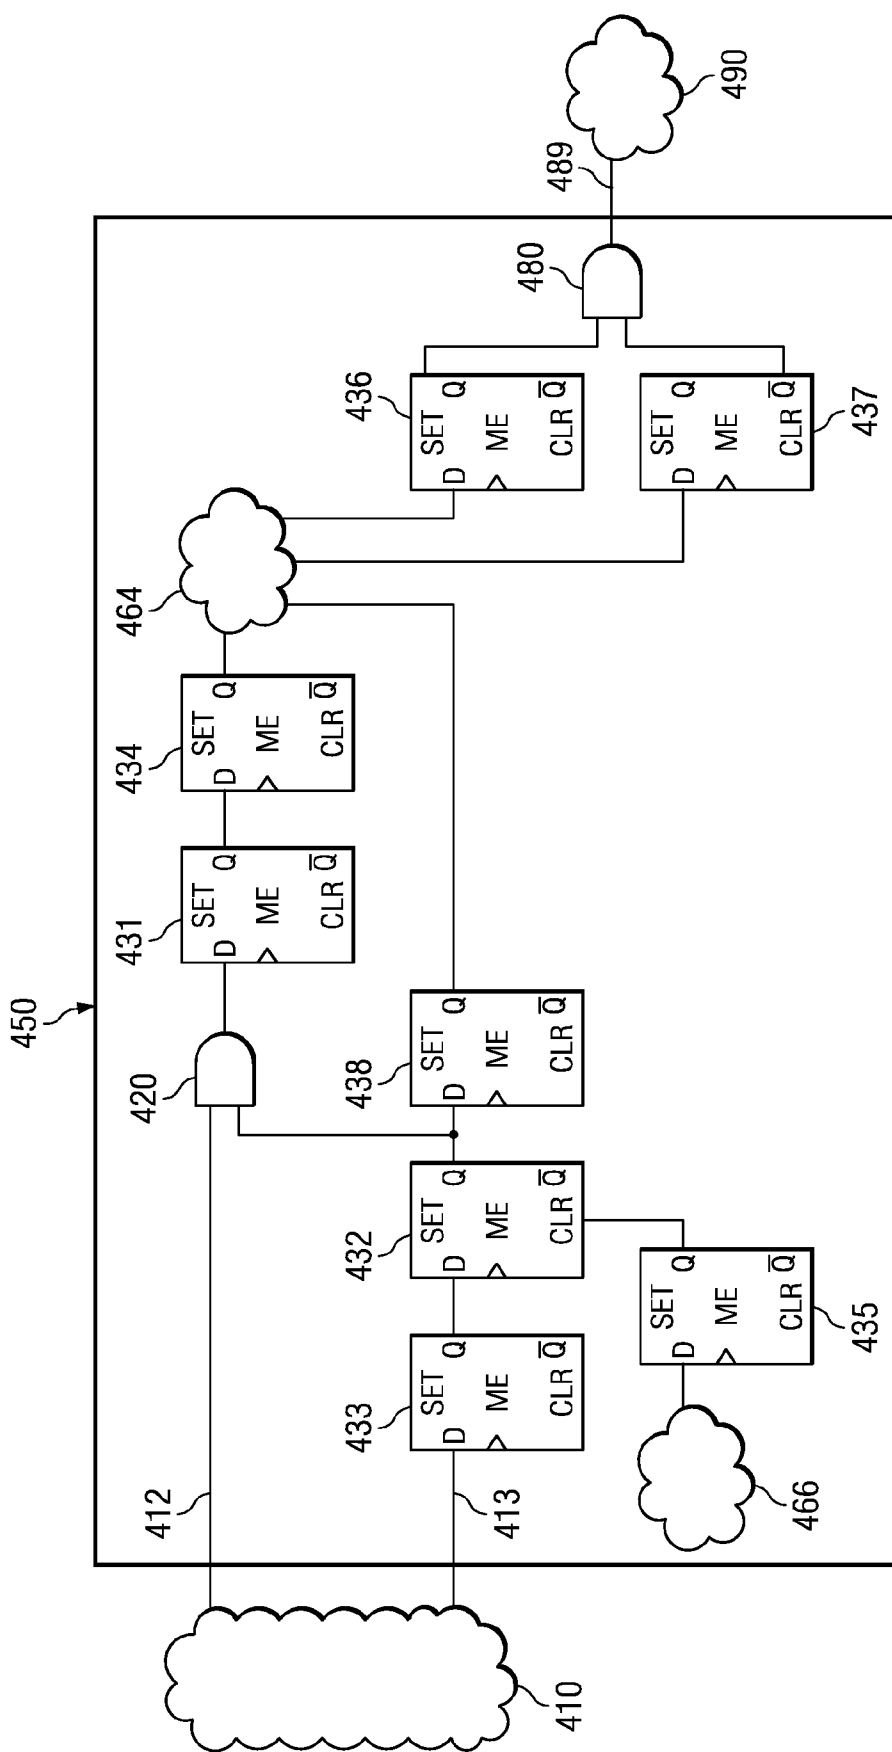 450
412
420
431
SET
D Q
ME
CLR Q̅
434
SET
D Q
ME
CLR Q̅
464
410
413
433
SET
D Q
ME
CLR Q̅
432
SET
D Q
ME
CLR Q̅
438
SET
D Q
ME
CLR Q̅
436
SET
D Q
ME
CLR Q̅
480
489
490
466
435
SET
D Q
ME
CLR Q̅
437
SET
D Q
ME
CLR Q̅